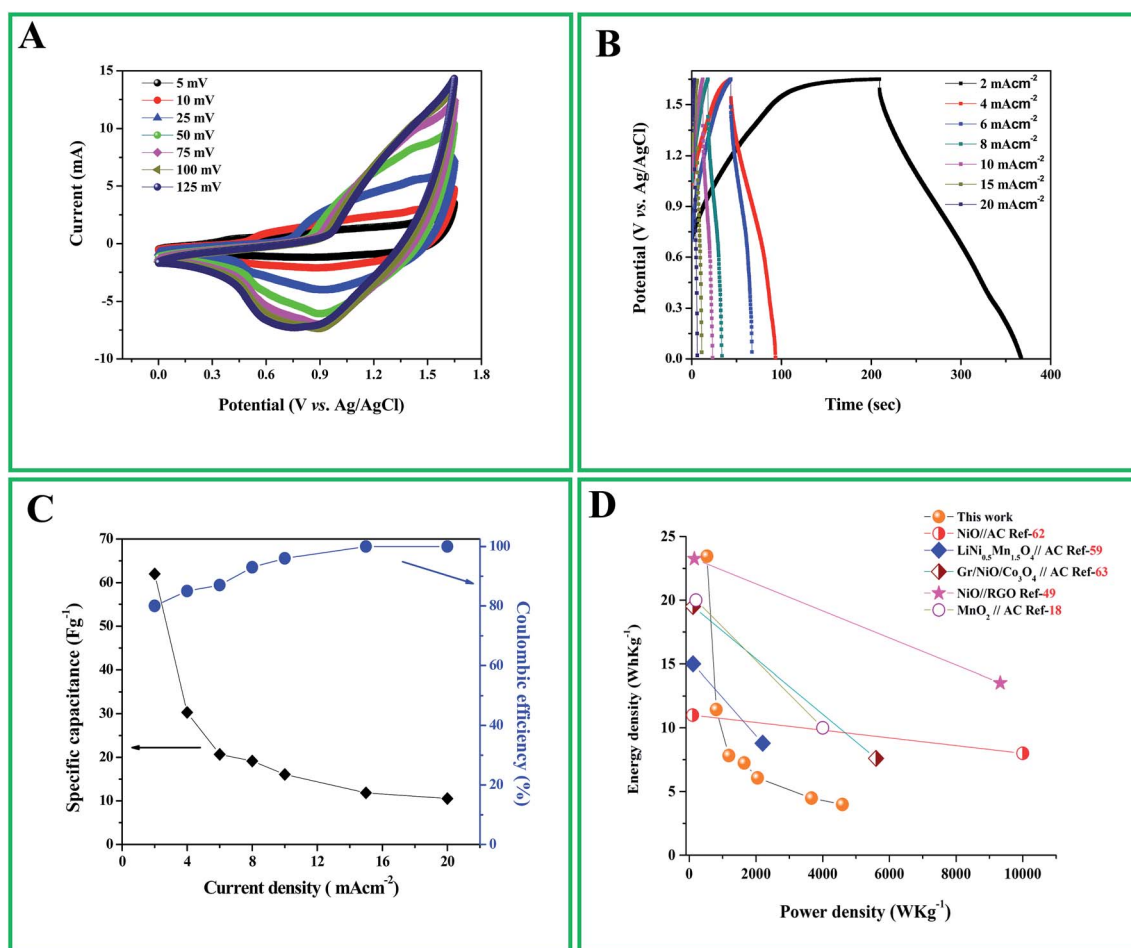 A
5 mV
10 mV
25 mV
50 mV
75 mV
100 mV
125 mV
Current (mA)
15
10
5
0
-5
-10
0.0 0.3 0.6 0.9 1.2 1.5 1.8
Potential (V vs. Ag/AgCl)
B
2 mAcm⁻²
4 mAcm⁻²
6 mAcm⁻²
8 mAcm⁻²
10 mAcm⁻²
15 mAcm⁻²
20 mAcm⁻²
Potential (V vs. Ag/AgCl)
1.5
1.2
0.9
0.6
0.3
0.0
0 100 200 300 400
Time (sec)
C
Specific capacitance (Fg⁻¹)
70
60
50
40
30
20
10
0
0 4 8 12 16 20
Current density ( mAcm⁻²)
100
80
60
40
20
0
Coulombic efficiency (%)
D
This work
NiO//AC Ref-62
LiNi₀.₅Mn₁.₅O₄// AC Ref-59
Gr/NiO/Co₃O₄ // AC Ref-63
NiO//RGO Ref-49
MnO₂ // AC Ref-18
Energy density (WhKg⁻¹)
25
20
15
10
5
0
0 2000 4000 6000 8000 10000
Power density (WKg⁻¹)